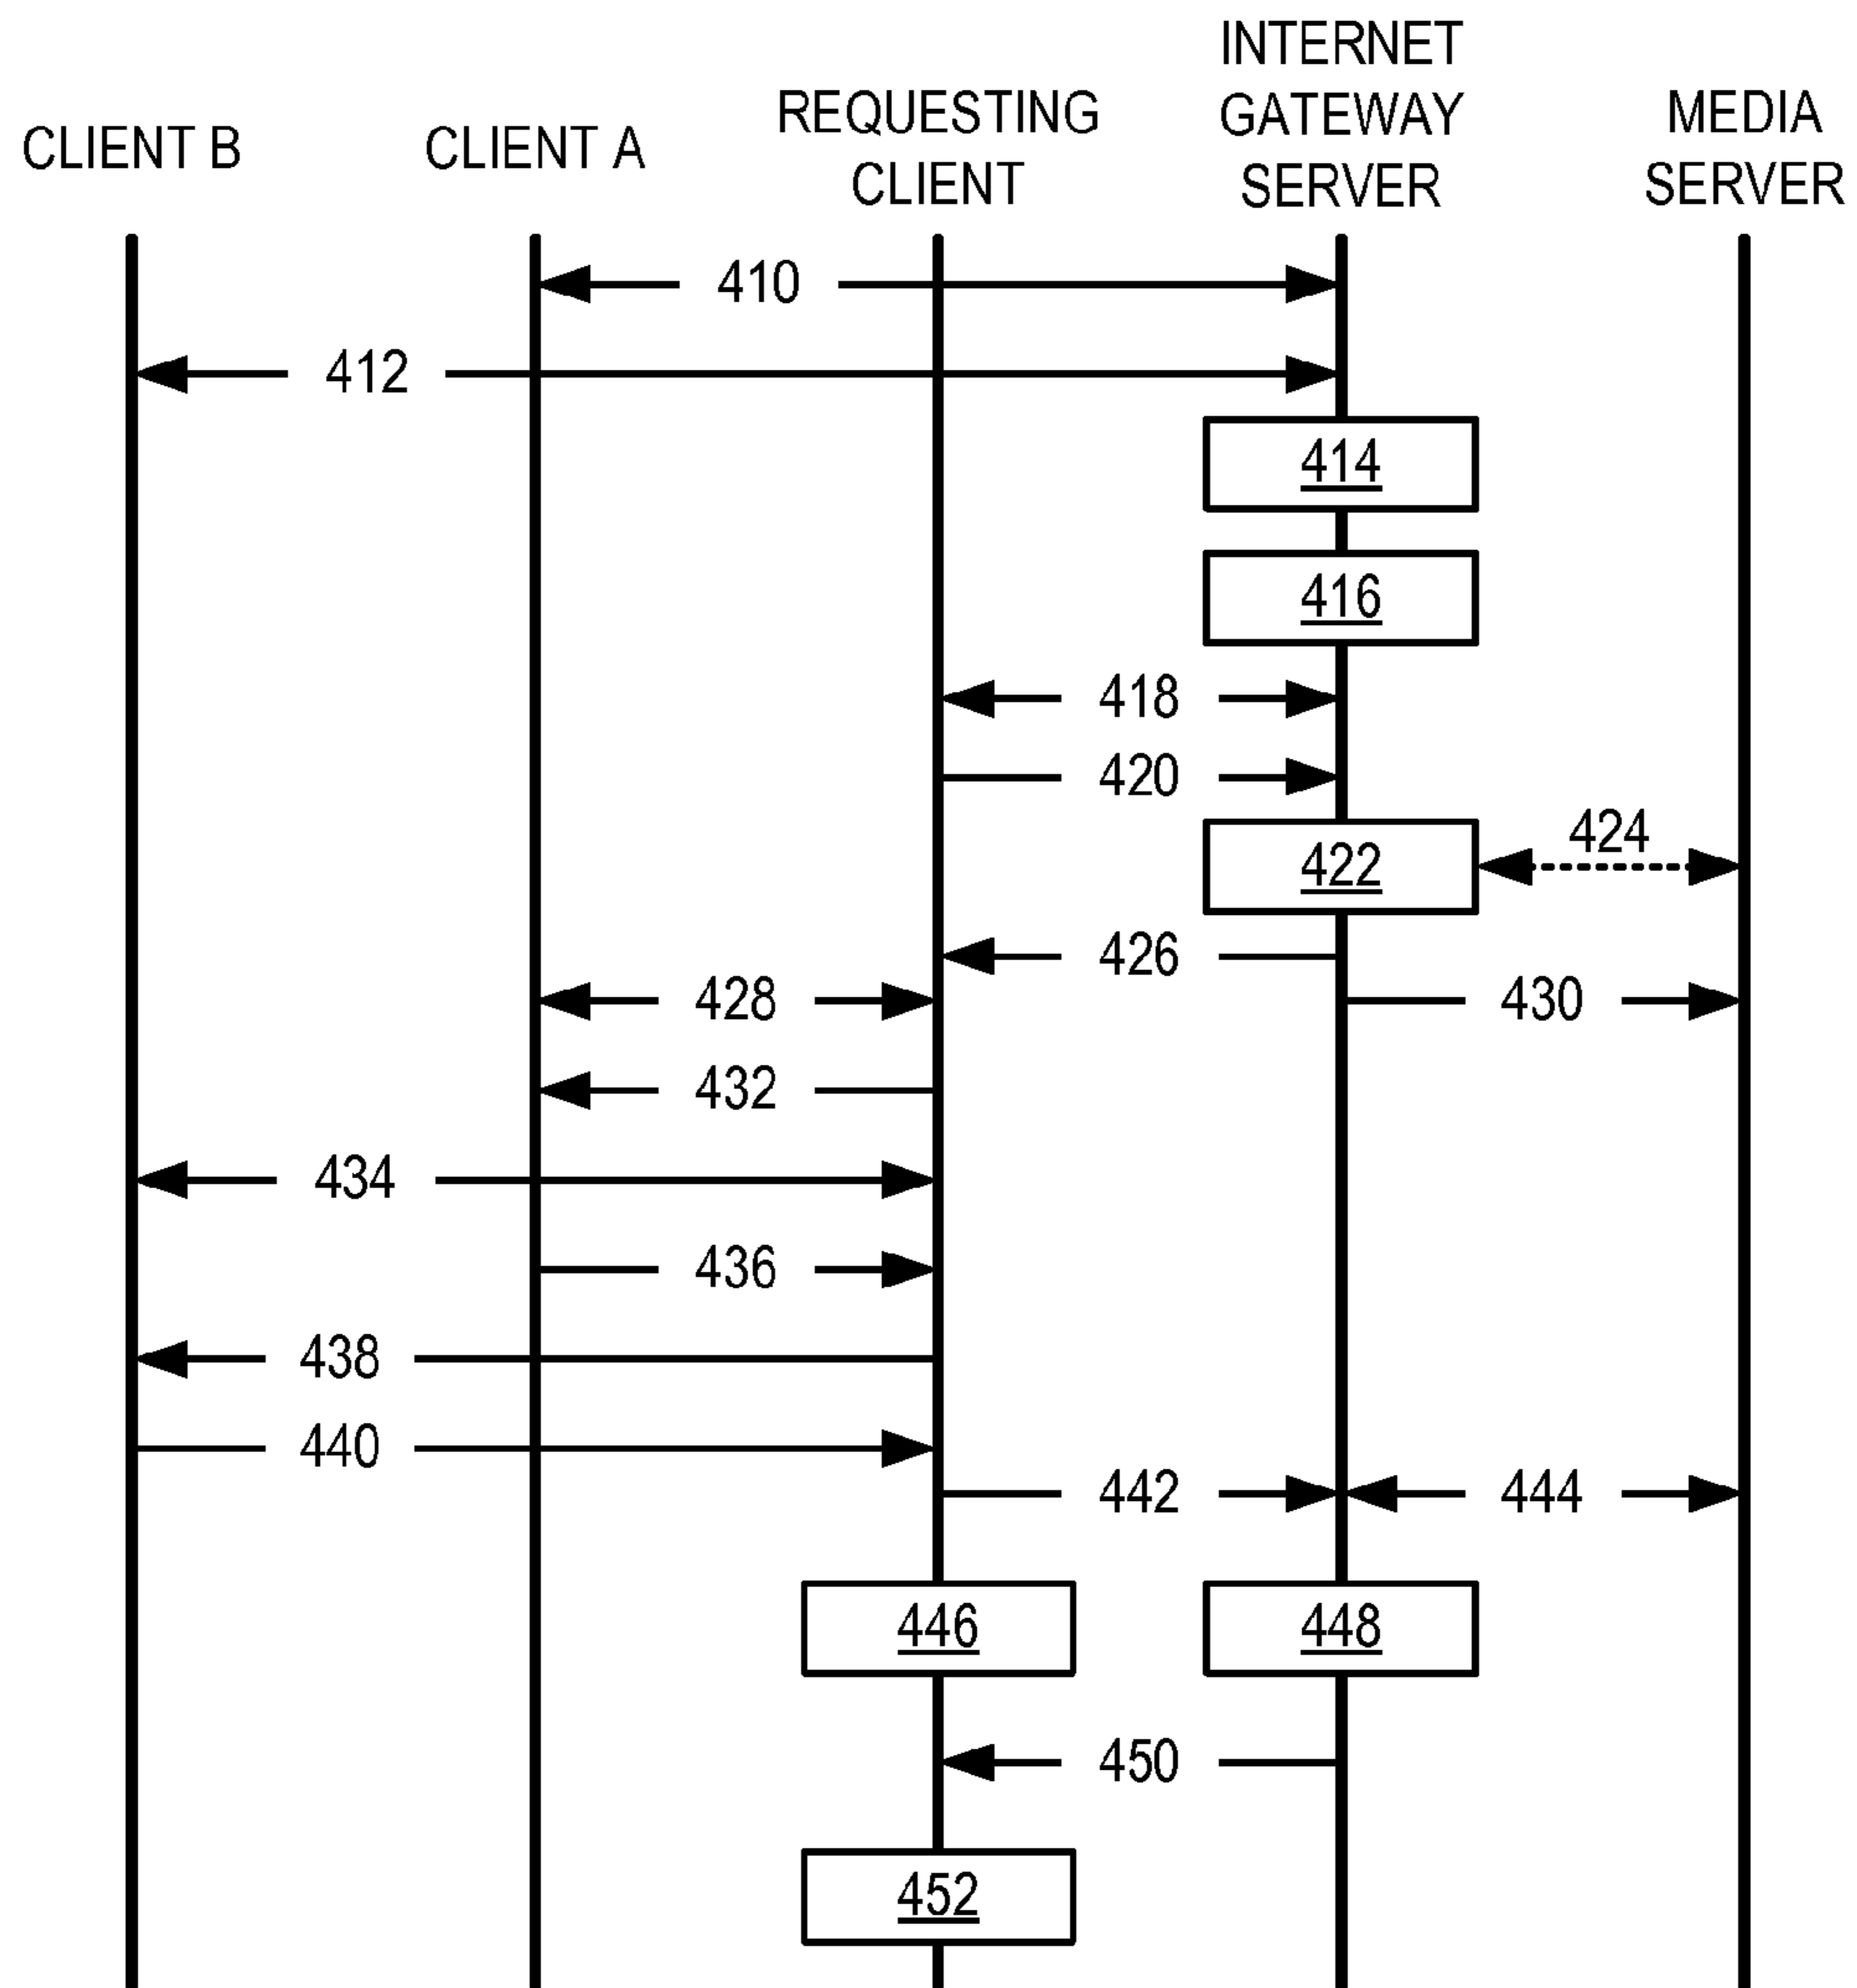 CLIENT B
CLIENT A
REQUESTING
CLIENT
INTERNET
GATEWAY
SERVER
MEDIA
SERVER
410
412
414
416
418
420
424
422
426
428
430
432
434
436
438
440
442
444
446
448
450
452